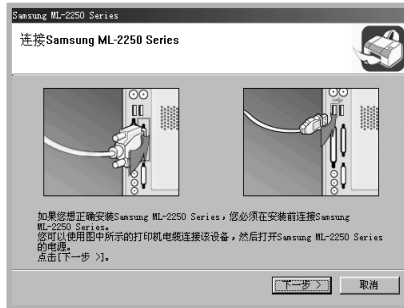 Samsung ML-2250 Series
连接Samsung ML-2250 Series
如果您想正确安装Samsung ML-2250 Series，您必须在安装前连接Samsung
ML-2250 Series。
您可以使用图中所示的打印机电缆连接该设备，然后打开Samsung ML-2250 Series
的电源。
点击[下一步 >]。
下一步 >
取消